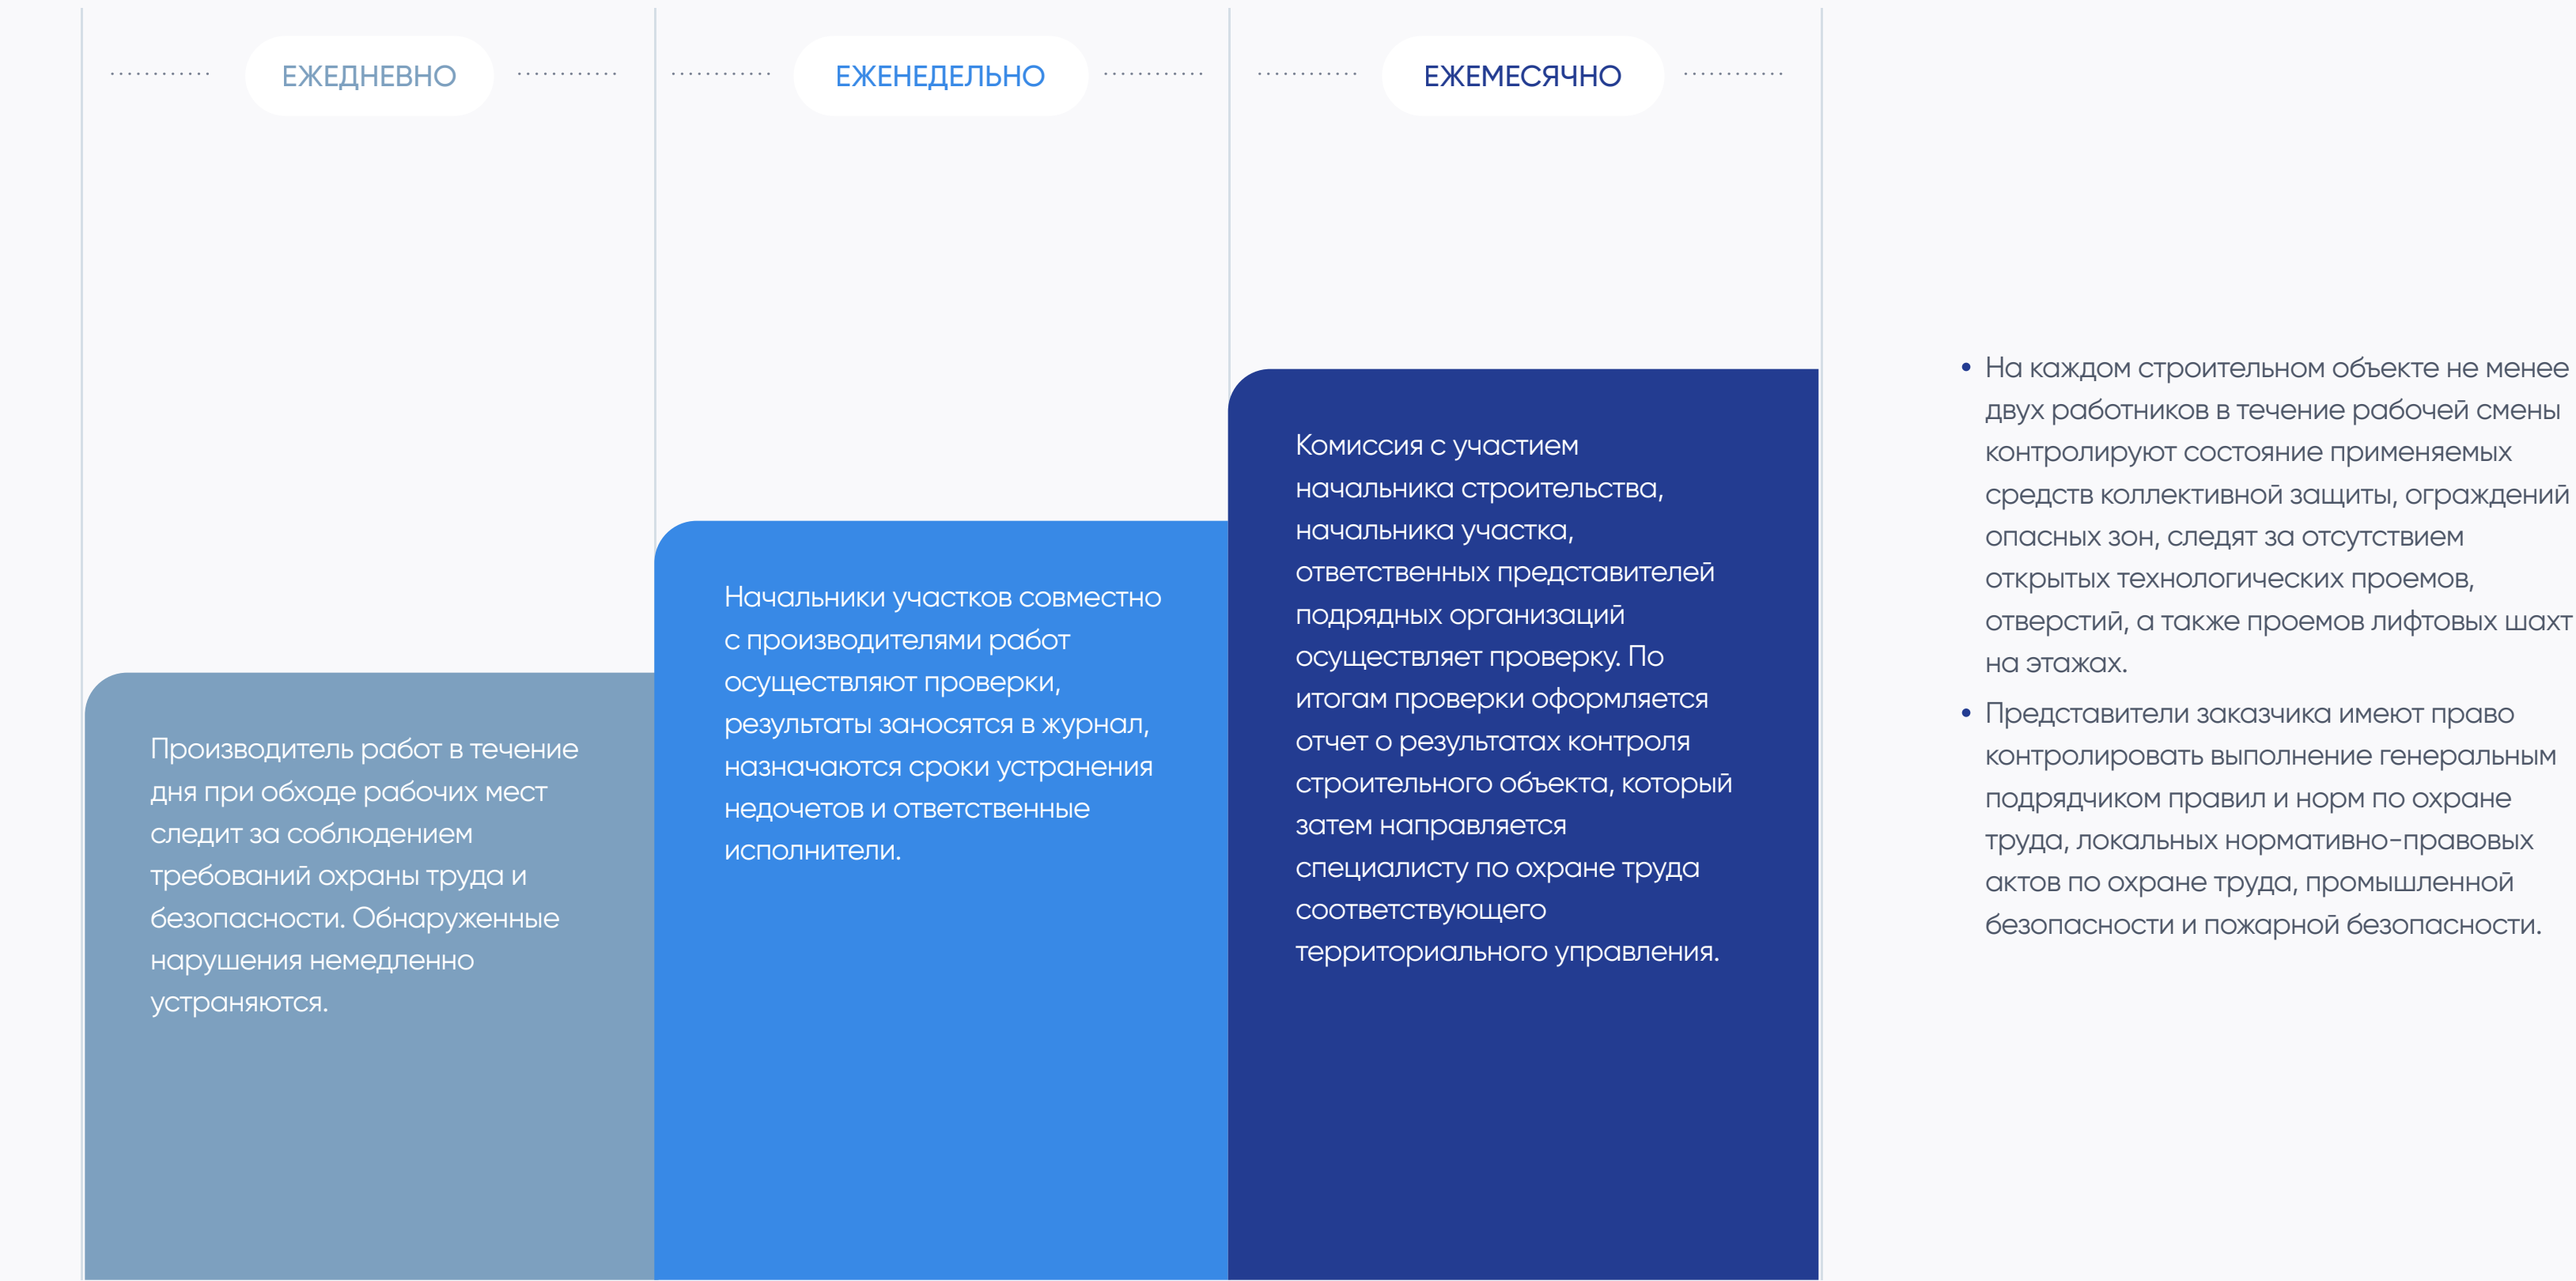 ЕЖЕДНЕВНО
ЕЖЕНЕДЕЛЬНО
ЕЖЕМЕСЯЧНО
Производитель работ в течение
дня при обходе рабочих мест
следит за соблюдением
требований охраны труда и
безопасности. Обнаруженные
нарушения немедленно
устраняются.
Начальники участков совместно
с производителями работ
осуществляют проверки,
результаты заносятся в журнал,
назначаются сроки устранения
недочетов и ответственные
исполнители.
Комиссия с участием
начальника строительства,
начальника участка,
ответственных представителей
подрядных организаций
осуществляет проверку. По
итогам проверки оформляется
отчет о результатах контроля
строительного объекта, который
затем направляется
специалисту по охране труда
соответствующего
территориального управления.
• На каждом строительном объекте не менее
двух работников в течение рабочей смены
контролируют состояние применяемых
средств коллективной защиты, ограждений
опасных зон, следят за отсутствием
открытых технологических проемов,
отверстий, а также проемов лифтовых шахт
на этажах.
• Представители заказчика имеют право
контролировать выполнение генеральным
подрядчиком правил и норм по охране
труда, локальных нормативно-правовых
актов по охране труда, промышленной
безопасности и пожарной безопасности.